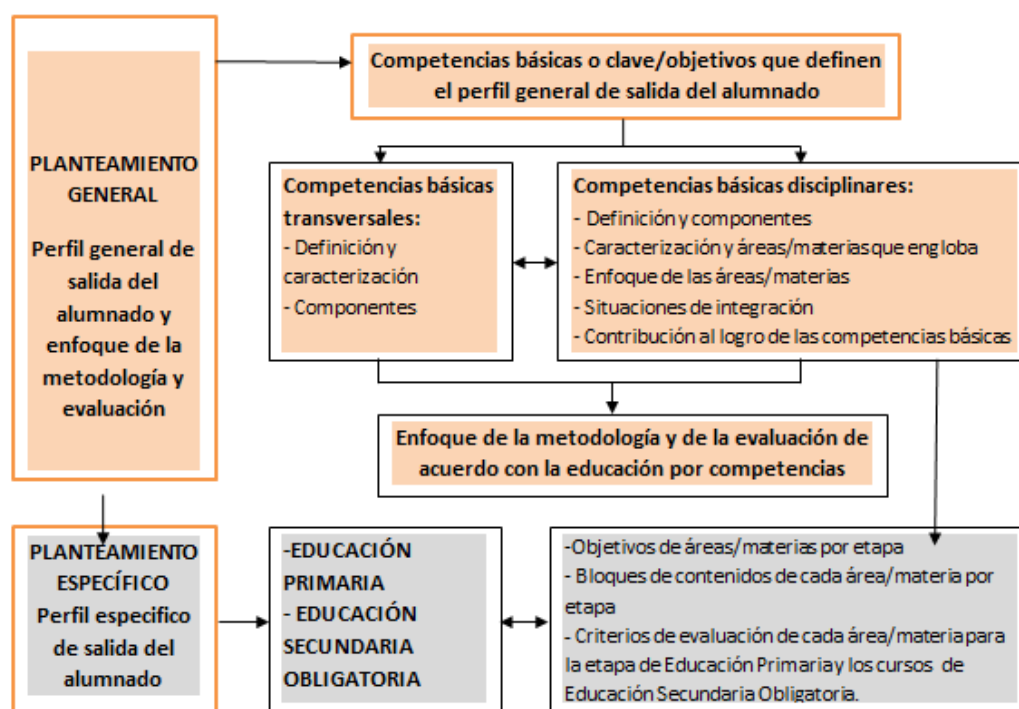 PLANTEAMIENTO
GENERAL
Perfil general de
salida del
alumnado y
enfoque de la
metodología y
evaluación
Competencias básicas o clave/objetivos que definen
el perfil general de salida del alumnado
Competencias básicas
transversales:
- Definición y
caracterización
- Componentes
Competencias básicas disciplinares:
- Definición y componentes
- Caracterización y áreas/materias que engloba
- Enfoque de las áreas/materias
- Situaciones de integración
- Contribución al logro de las competencias básicas
Enfoque de la metodología y de la evaluación de
acuerdo con la educación por competencias
PLANTEAMIENTO
ESPECÍFICO
Perfil especifico
de salida del
alumnado
-EDUCACIÓN
PRIMARIA
- EDUCACIÓN
SECUNDARIA
OBLIGATORIA
-Objetivos de áreas/materias por etapa
- Bloques de contenidos de cada área/materia por
etapa
- Criterios de evaluación de cada área/materia para
la etapa de Educación Primaria y los cursos de
Educación Secundaria Obligatoria.